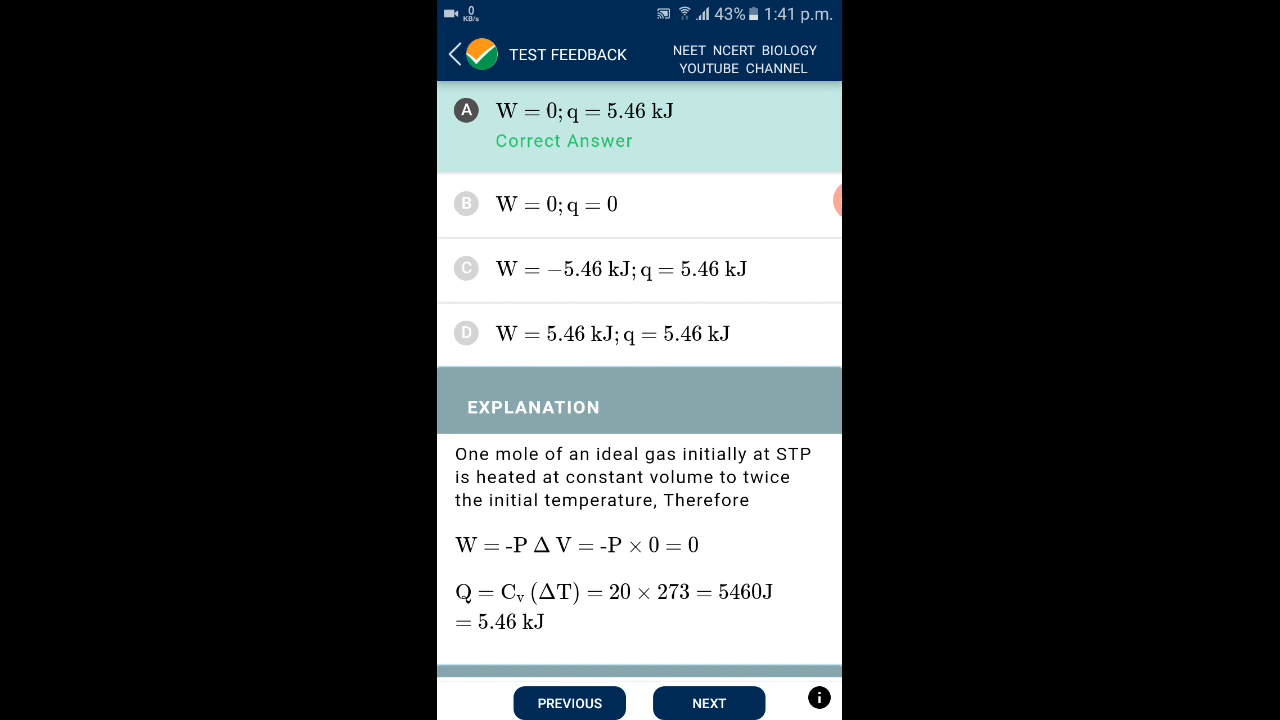 0
KB/s
43% 1:41 p.m.
TEST FEEDBACK
NEET NCERT BIOLOGY
YOUTUBE CHANNEL
A W = 0; q = 5.46 kJ
Correct Answer
B W = 0; q = 0
C W = −5.46 kJ; q = 5.46 kJ
D W = 5.46 kJ; q = 5.46 kJ
EXPLANATION
One mole of an ideal gas initially at STP
is heated at constant volume to twice
the initial temperature, Therefore
W = -P Δ V = -P × 0 = 0
Q = Cᵥ (ΔT) = 20 × 273 = 5460J
= 5.46 kJ
PREVIOUS
NEXT
i